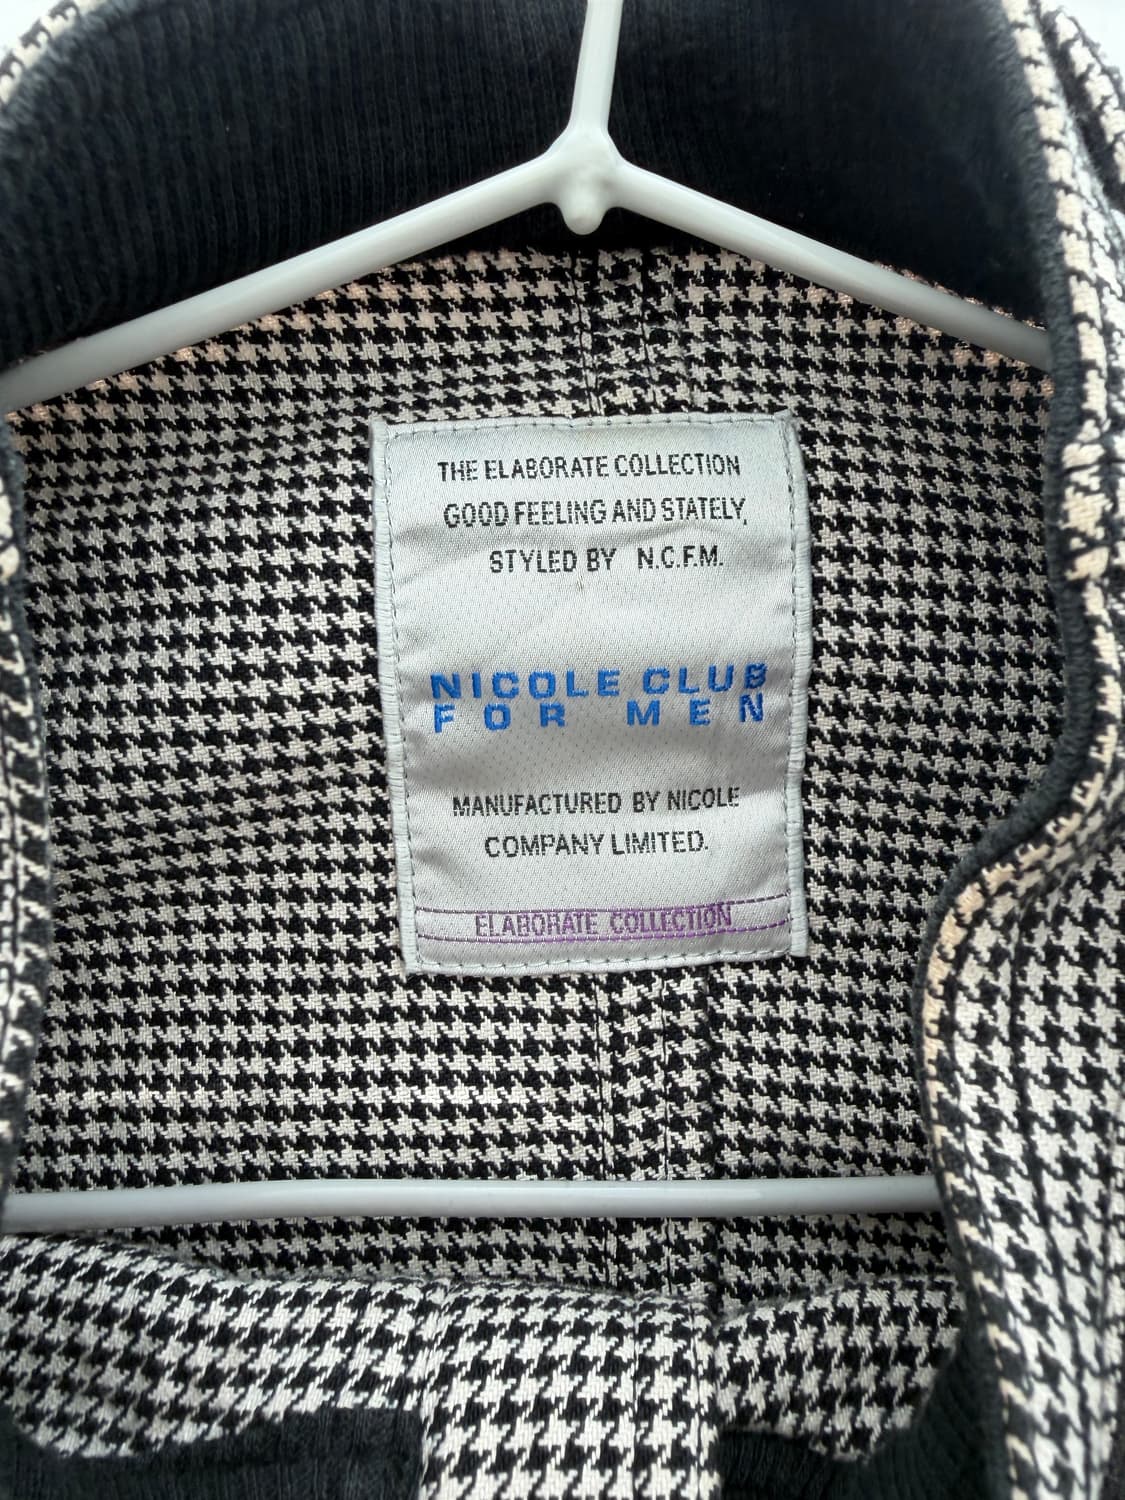 THE ELABORATE COLLECTION
GOOD FEELING AND STATELY,
STYLED BY N.C.F.M.
NICOLE CLUB
FOR MEN
MANUFACTURED BY NICOLE
COMPANY LIMITED.
ELABORATE COLLECTION